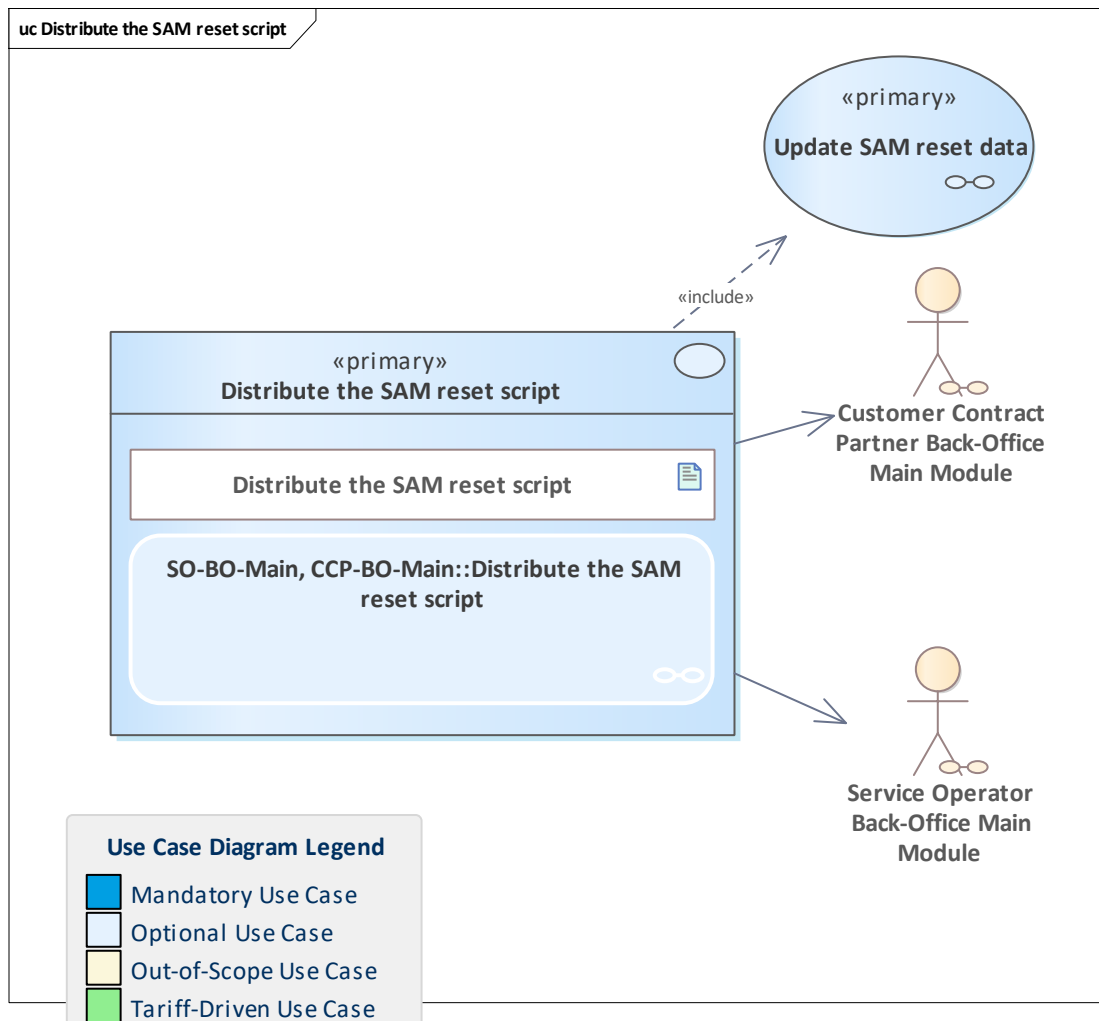 uc Distribute the SAM reset script
«primary»
Update SAM reset data
«include»
«primary»
Distribute the SAM reset script
Distribute the SAM reset script
SO-BO-Main, CCP-BO-Main::Distribute the SAM
reset script
Customer Contract
Partner Back-Office
Main Module
Service Operator
Back-Office Main
Module
Use Case Diagram Legend
Mandatory Use Case
Optional Use Case
Out-of-Scope Use Case
Tariff-Driven Use Case